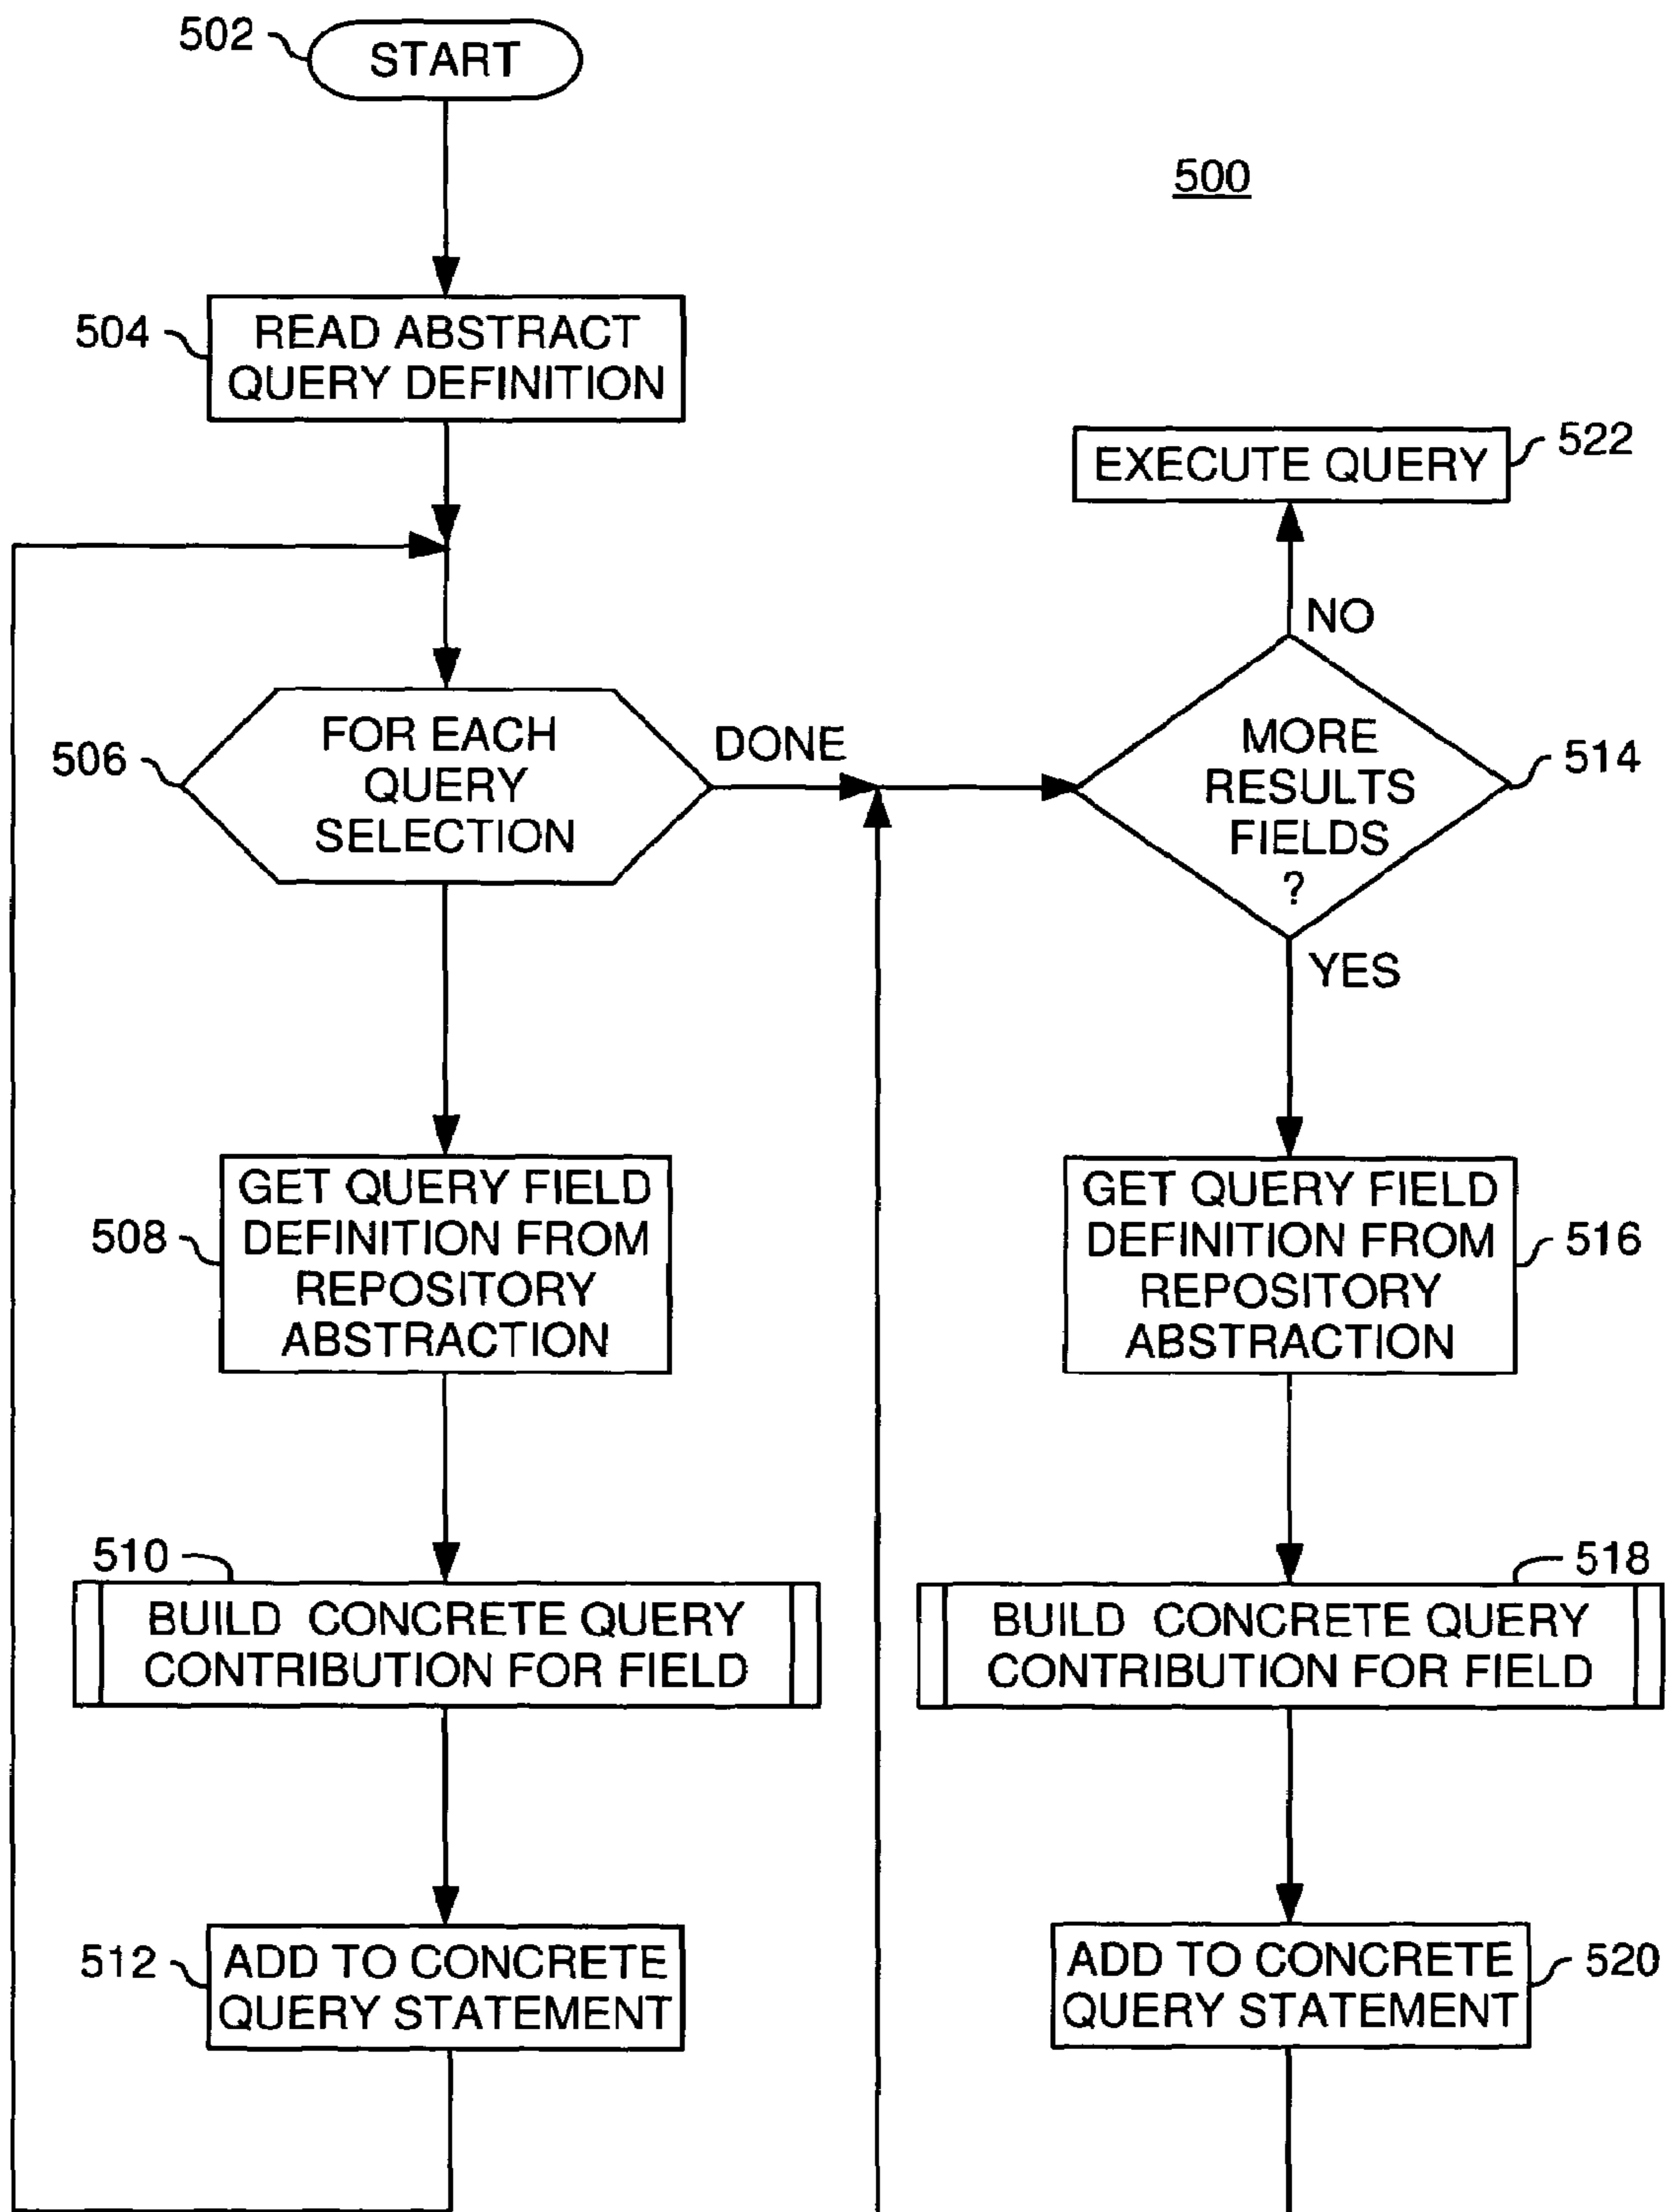 502
START
500
504
READ ABSTRACT
QUERY DEFINITION
EXECUTE QUERY
522
NO
506
FOR EACH
QUERY
SELECTION
DONE
MORE
RESULTS
FIELDS
?
514
YES
508
GET QUERY FIELD
DEFINITION FROM
REPOSITORY
ABSTRACTION
GET QUERY FIELD
DEFINITION FROM
REPOSITORY
ABSTRACTION
516
510
BUILD CONCRETE QUERY
CONTRIBUTION FOR FIELD
518
BUILD CONCRETE QUERY
CONTRIBUTION FOR FIELD
512
ADD TO CONCRETE
QUERY STATEMENT
ADD TO CONCRETE
QUERY STATEMENT
520